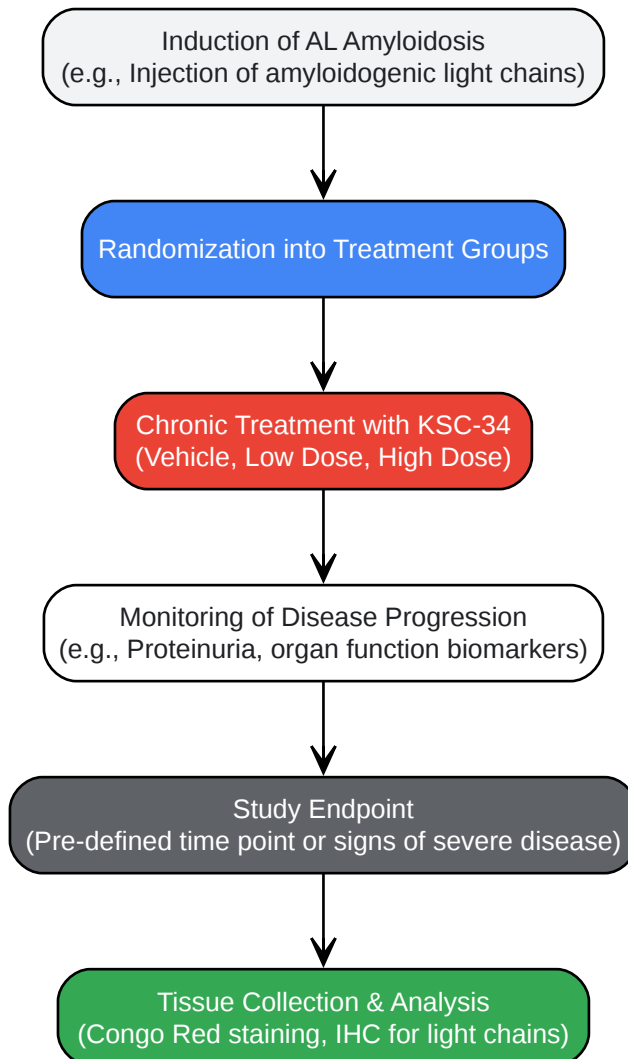 Induction of AL Amyloidosis
(e.g., Injection of amyloidogenic light chains)
Randomization into Treatment Groups
Chronic Treatment with KSC-34
(Vehicle, Low Dose, High Dose)
Monitoring of Disease Progression
(e.g., Proteinuria, organ function biomarkers)
Study Endpoint
(Pre-defined time point or signs of severe disease)
Tissue Collection & Analysis
(Congo Red staining, IHC for light chains)